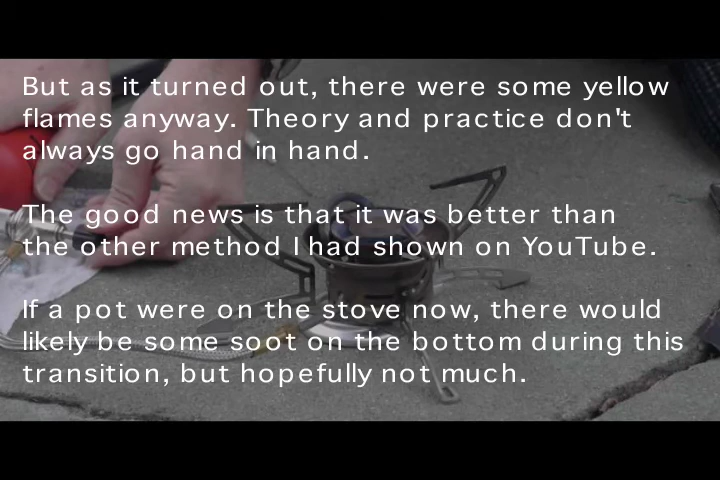 But as it turned out, there were some yellow
flames anyway. Theory and practice don't
always go hand in hand.
The good news is that it was better than
the other method I had shown on YouTube.
If a pot were on the stove now, there would
likely be some soot on the bottom during this
transition, but hopefully not much.